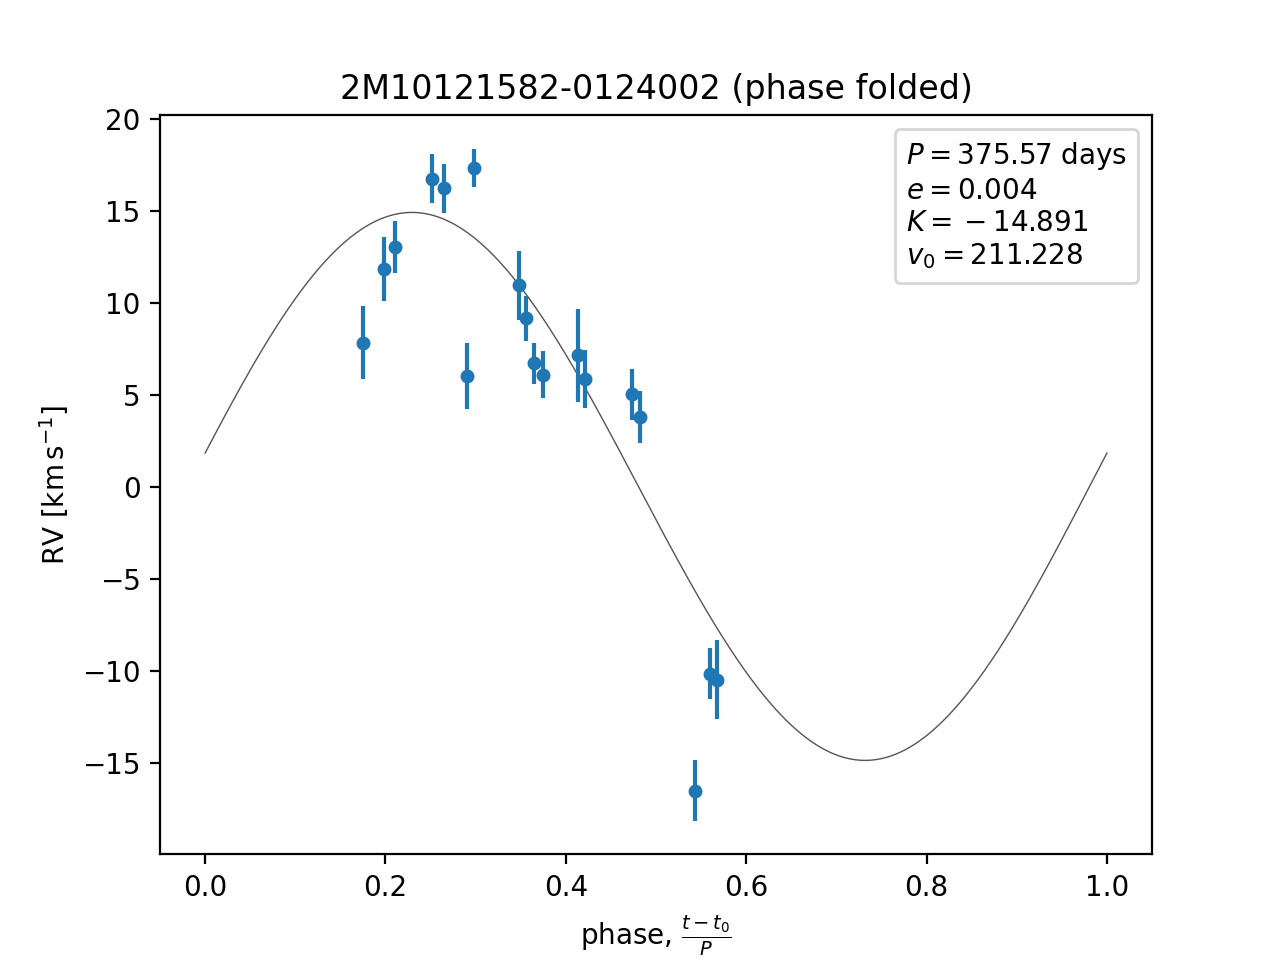 2M10121582-0124002 (phase folded)
P = 375.57 days
e = 0.004
K = − 14.891
v₀ = 211.228
RV [km s⁻¹]
20
15
10
5
0
−5
−10
−15
0.0 0.2 0.4 0.6 0.8 1.0
phase, (t − t₀)/P